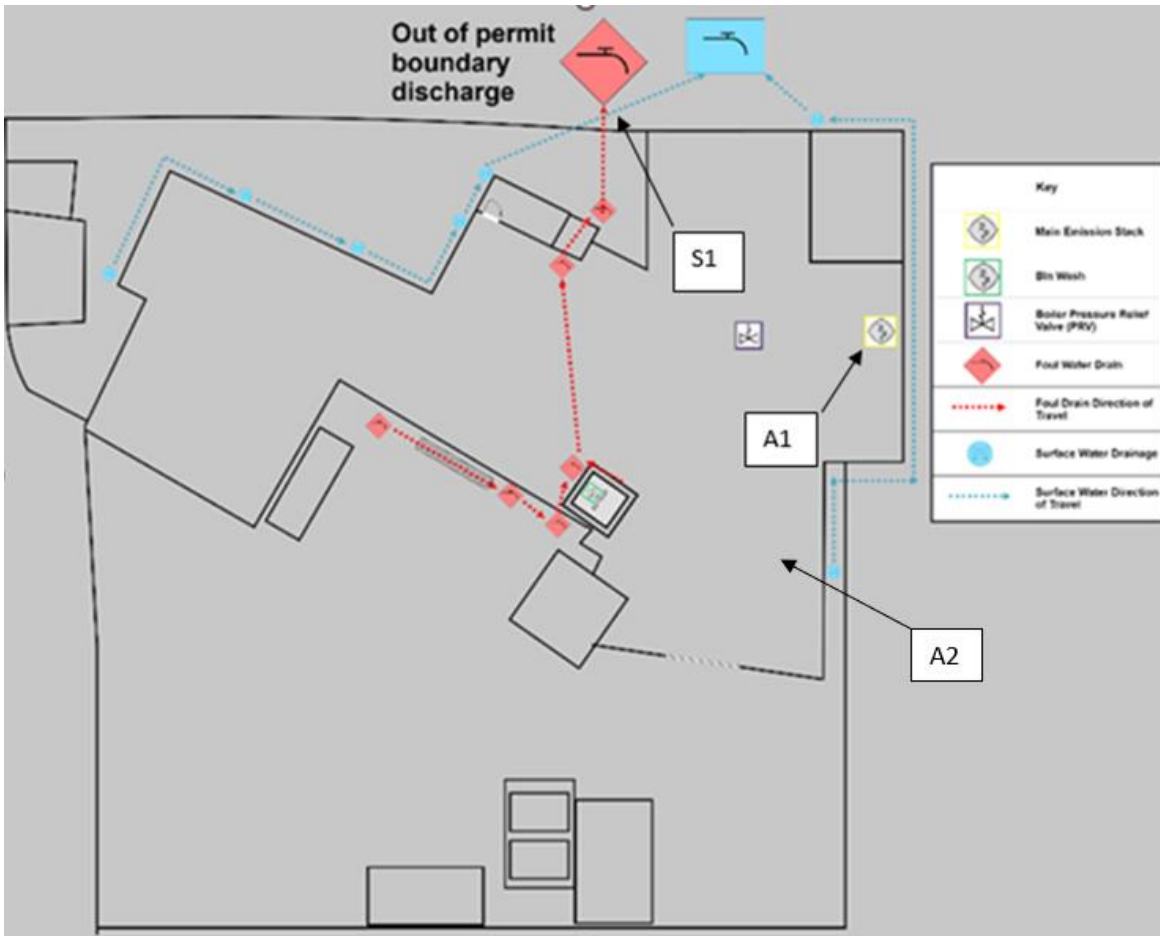 Out of permit
boundary
discharge
S1
A1
A2
Key
Main Emission Stack
Bin Wash
Boiler Pressure Relief
Valve (PRV)
Foul Water Drain
Foul Drain Direction of
Travel
Surface Water Drainage
Surface Water Direction
of Travel